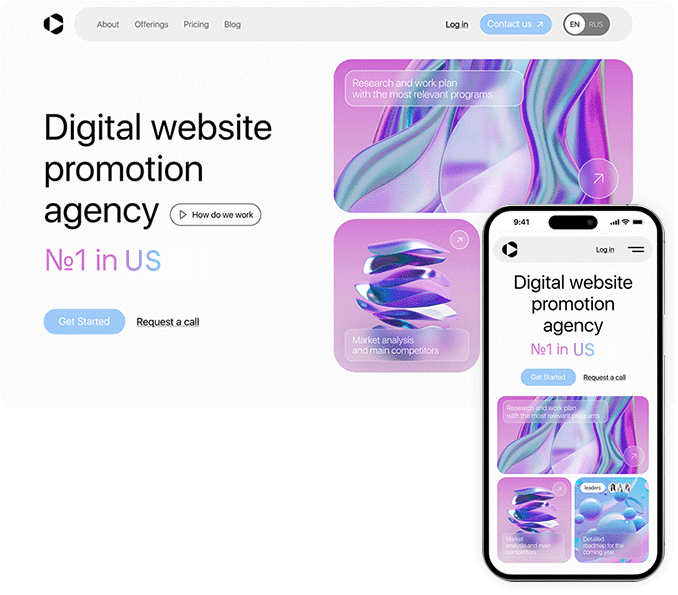 About Offerings Pricing Blog
Log in
Contact us
EN RUS
Digital website
promotion
agency
How do we work
№1 in US
Get Started
Request a call
Research and work plan
with the most relevant programs
Market analysis
and main competitors
9:41
Log in
Digital website
promotion
agency
№1 in US
Get Started
Request a call
Research and work plan
with the most relevant programs
Market
analysis and main
competitors
leaders
Detailed
roadmap for the
coming year